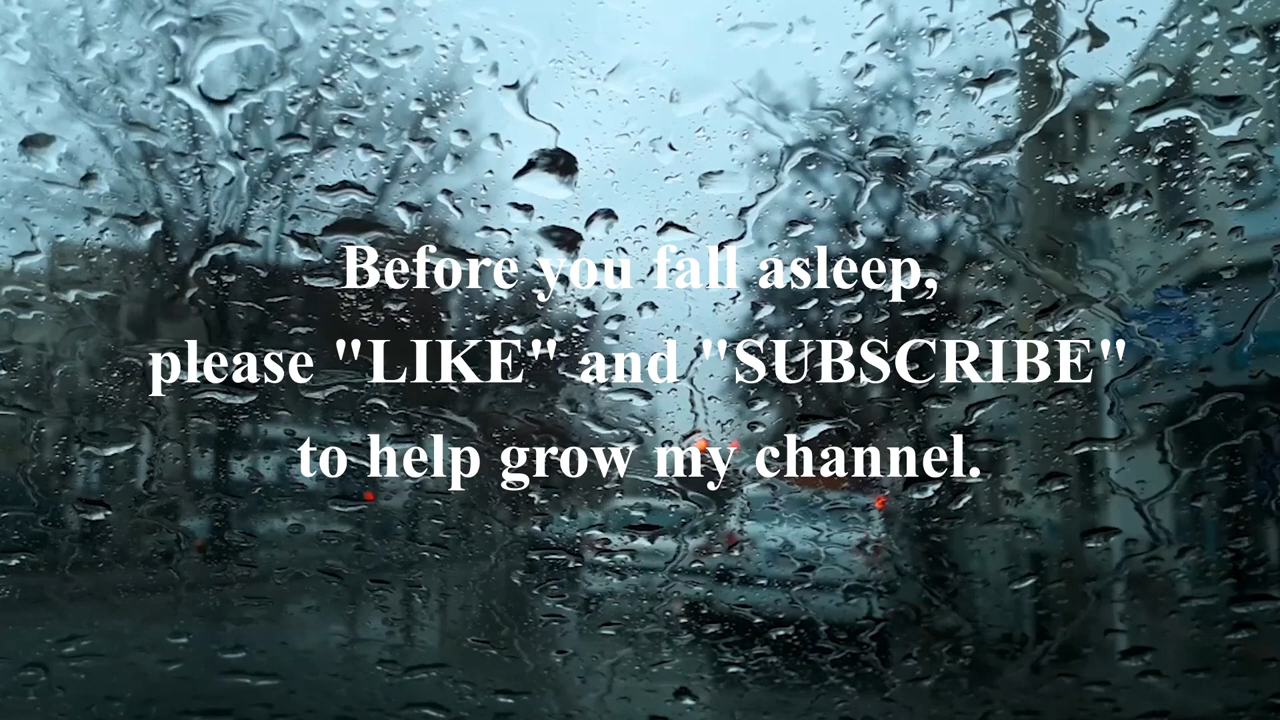 Before you fall asleep,
please "LIKE" and "SUBSCRIBE"
to help grow my channel.